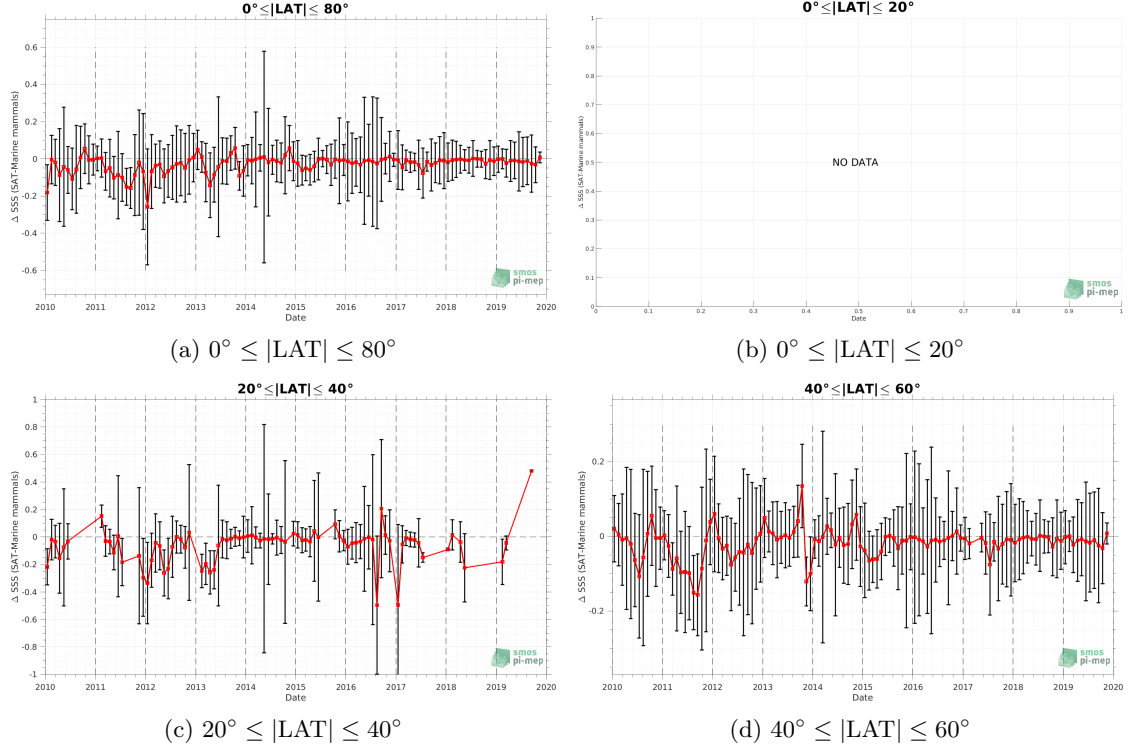 0°≤|LAT|≤ 80°
Δ SSS (SAT-Marine mammals)
0.6
0.4
0.2
0
-0.2
-0.4
-0.6
2010 2011 2012 2013 2014 2015 2016 2017 2018 2019 2020
Date
smos
pi-mep
(a) 0° ≤ |LAT| ≤ 80°
0°≤|LAT|≤ 20°
Δ SSS (SAT-Marine mammals)
1
0.9
0.8
0.7
0.6
0.5
0.4
0.3
0.2
0.1
0
NO DATA
0 0.1 0.2 0.3 0.4 0.5 0.6 0.7 0.8 0.9 1
Date
smos
pi-mep
(b) 0° ≤ |LAT| ≤ 20°
20°≤|LAT|≤ 40°
Δ SSS (SAT-Marine mammals)
1
0.8
0.6
0.4
0.2
0
-0.2
-0.4
-0.6
-0.8
-1
2010 2011 2012 2013 2014 2015 2016 2017 2018 2019 2020
Date
smos
pi-mep
(c) 20° ≤ |LAT| ≤ 40°
40°≤|LAT|≤ 60°
Δ SSS (SAT-Marine mammals)
0.2
0
-0.2
2010 2011 2012 2013 2014 2015 2016 2017 2018 2019 2020
Date
smos
pi-mep
(d) 40° ≤ |LAT| ≤ 60°